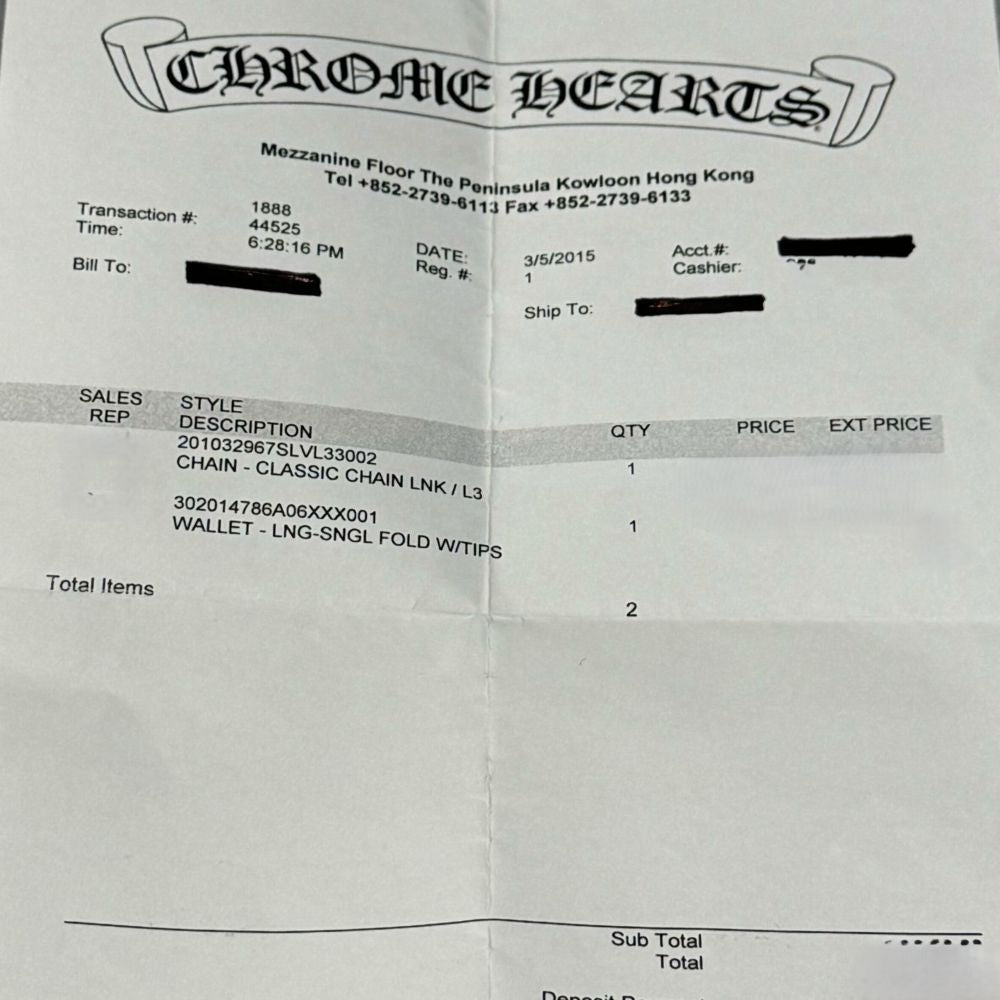 CHROME HEARTS
Mezzanine Floor The Peninsula Kowloon Hong Kong
Tel +852-2739-6113 Fax +852-2739-6133
1888
Transaction #: 44525 DATE: 3/5/2015 Acct.#:
Time: 6:28:16 PM Reg. #: 1 Cashier:
Bill To: Ship To:
SALES REP STYLE
DESCRIPTION QTY PRICE EXT PRICE
201032967SLVL33002 1
CHAIN - CLASSIC CHAIN LNK / L3
302014786A06XXX001 1
WALLET - LNG-SNGL FOLD W/TIPS
Total Items 2
Sub Total
Total